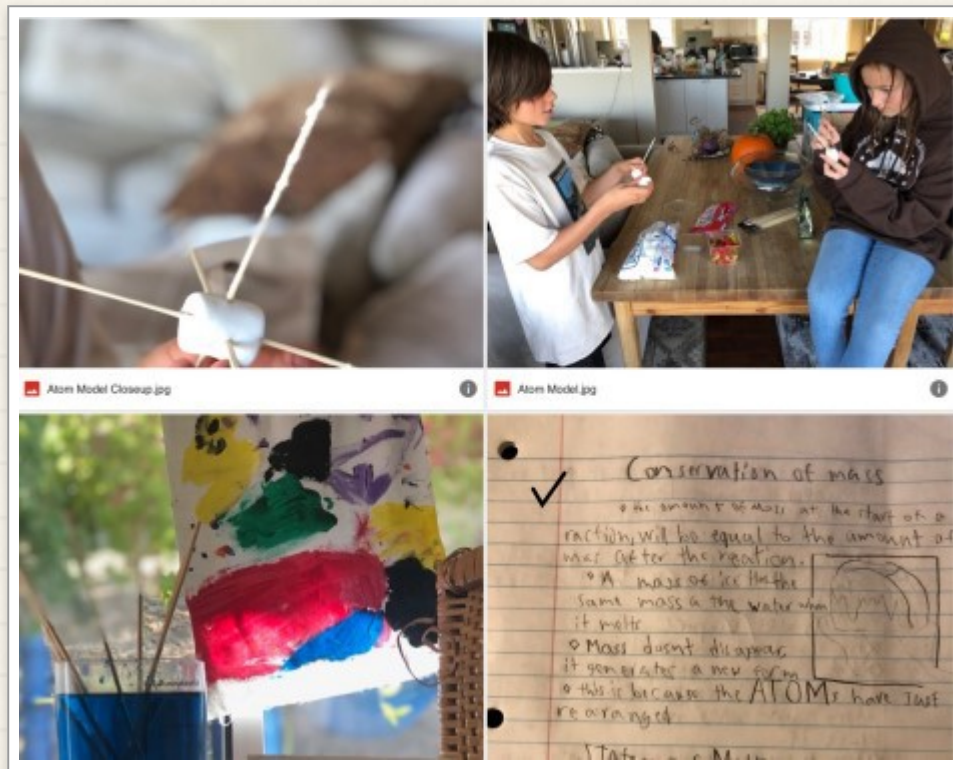 Atom Model Closeup.jpg
Atom Model.jpg
Conservation of mass
the amount of mass at the start of a
raction, will be equal to the amount of
mas after the reation.
A mass of ice the
same mass a the water when
it melts
Mass dosnt disapear
it generates a new form
this is because the ATOMs have just
rearanged